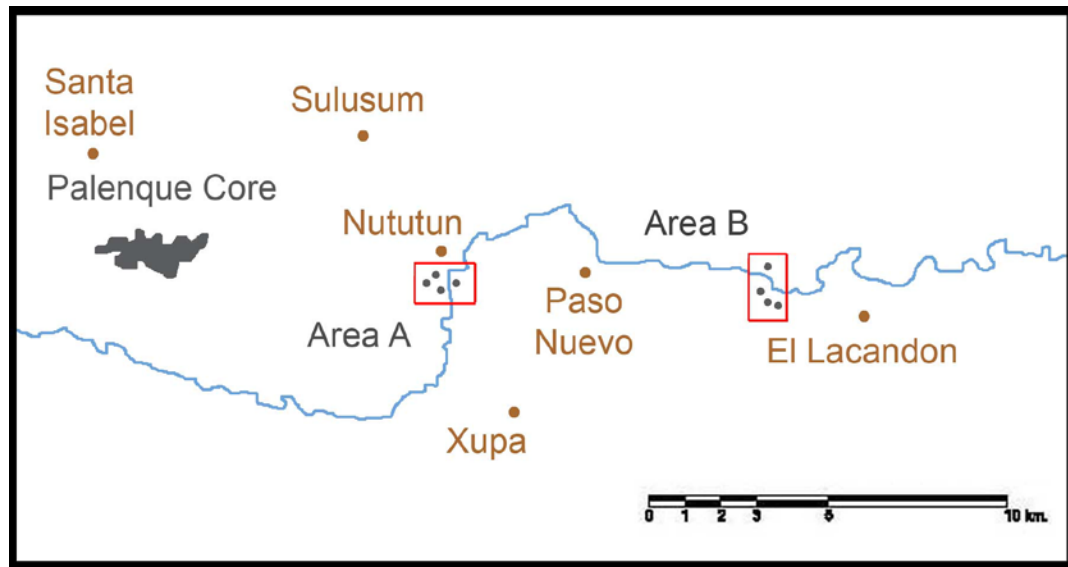 Santa
Isabel
Sulusum
Palenque Core
Nututun
Area B
Area A
Paso
Nuevo
El Lacandon
Xupa
0 1 2 3 5 10 km.